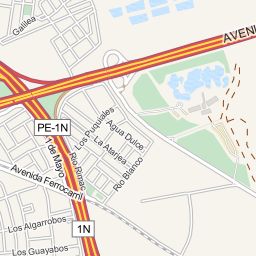 Galilea
AVENI
PE-1N
1 de Mayo
Los Puquiales
Agua Dulce
La Atarjea
Río Rímac
Río Blanco
Avenida Ferrocarril
Los Algarrobos
1N
Los Guayabos